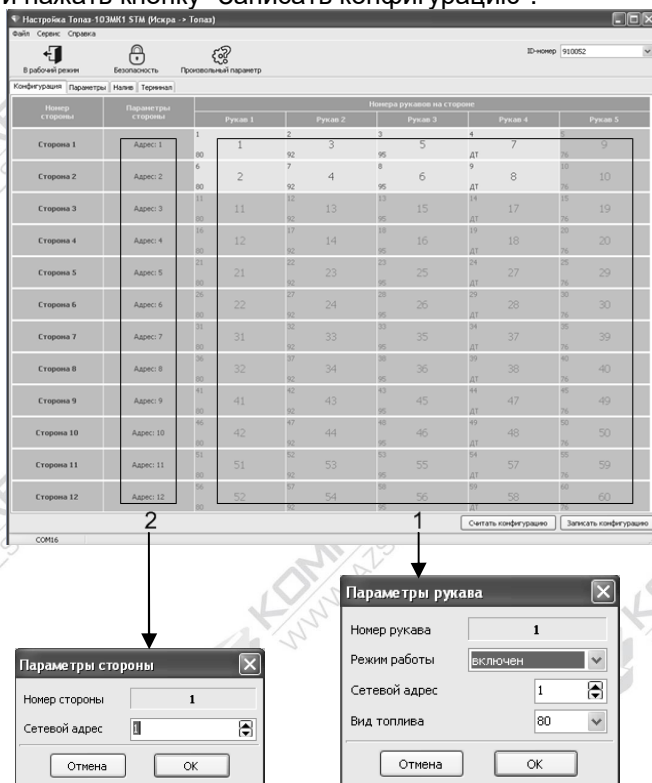 и нажать кнопку "Записать конфигурацию".
Настройка Топаз-103МК1 STM (Искра -> Топаз)
Файл Сервис Справка
В рабочий режим Безопасность Произвольный параметр ID-номер 910052
Конфигурация Параметры Налив Терминал
Номер стороны Параметры стороны Номера рукавов на стороне
Рукав 1 Рукав 2 Рукав 3 Рукав 4 Рукав 5
1 2 3 4 5
Сторона 1 Адрес: 1 1 3 5 7 9
80 92 95 ДТ 76
6 7 8 9 10
Сторона 2 Адрес: 2 2 4 6 8 10
80 92 95 ДТ 76
11 12 13 14 15
Сторона 3 Адрес: 3 11 13 15 17 19
80 92 95 ДТ 76
16 17 18 19 20
Сторона 4 Адрес: 4 12 14 16 18 20
80 92 95 ДТ 76
21 22 23 24 25
Сторона 5 Адрес: 5 21 23 25 27 29
80 92 95 ДТ 76
26 27 28 29 30
Сторона 6 Адрес: 6 22 24 26 28 30
80 92 95 ДТ 76
31 32 33 34 35
Сторона 7 Адрес: 7 31 33 35 37 39
80 92 95 ДТ 76
36 37 38 39 40
Сторона 8 Адрес: 8 32 34 36 38 40
80 92 95 ДТ 76
41 42 43 44 45
Сторона 9 Адрес: 9 41 43 45 47 49
80 92 95 ДТ 76
46 47 48 49 50
Сторона 10 Адрес: 10 42 44 46 48 50
80 92 95 ДТ 76
51 52 53 54 55
Сторона 11 Адрес: 11 51 53 55 57 59
80 92 95 ДТ 76
56 57 58 59 60
Сторона 12 Адрес: 12 52 54 56 58 60
80 92 95 ДТ 76
2 1
Считать конфигурацию Записать конфигурацию
COM16
Параметры рукава
Номер рукава 1
Режим работы включен
Сетевой адрес 1
Вид топлива 80
Отмена OK
Параметры стороны
Номер стороны 1
Сетевой адрес 1
Отмена OK